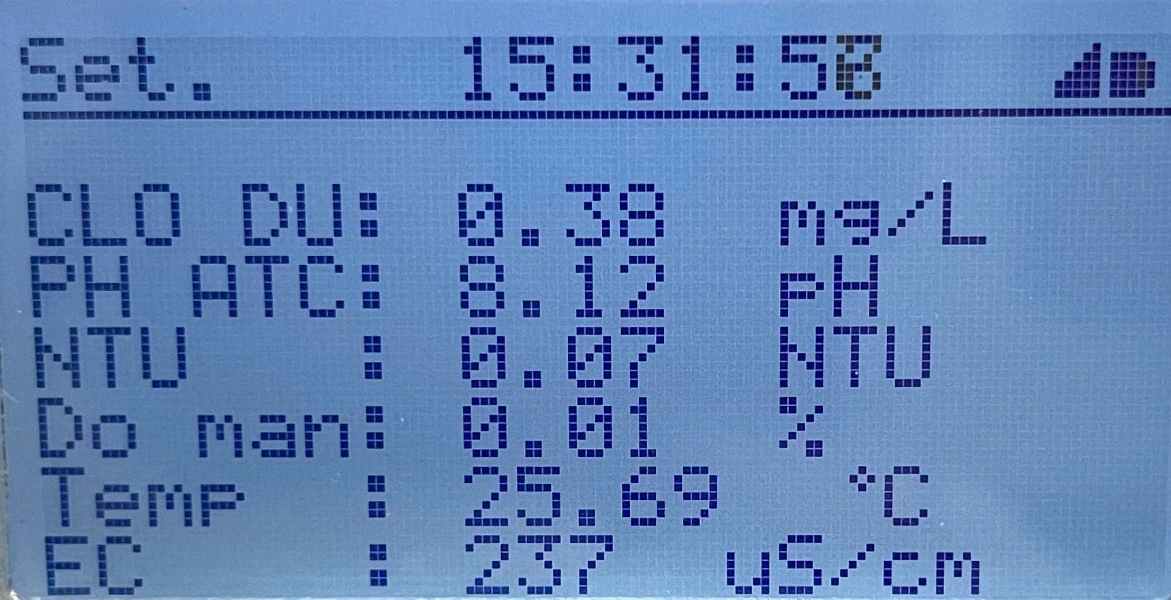 Set. 15:31:58
CLO DU: 0.38 mg/L
PH ATC: 8.12 pH
NTU : 0.07 NTU
Do man: 0.01 %
Temp : 25.69 °C
EC : 237 uS/cm